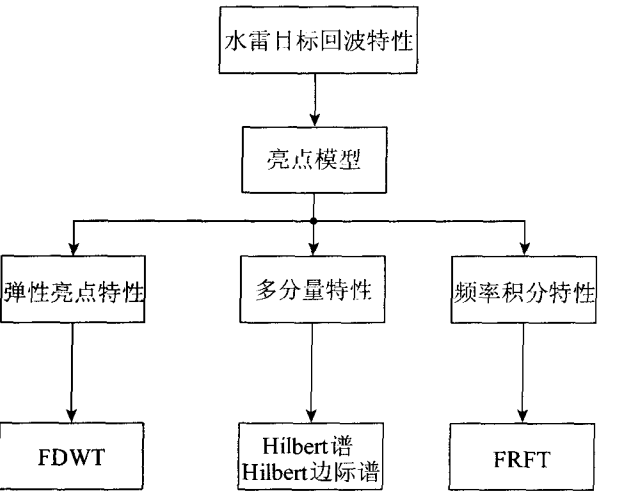 水雷目标回波特性
亮点模型
弹性亮点特性
多分量特性
频率积分特性
FDWT
Hilbert谱
Hilbert边际谱
FRFT